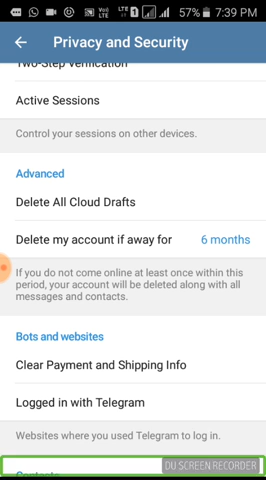 57% 7:39 PM
Privacy and Security
Two-Step Verification
Active Sessions
Control your sessions on other devices.
Advanced
Delete All Cloud Drafts
Delete my account if away for 6 months
If you do not come online at least once within this
period, your account will be deleted along with all
messages and contacts.
Bots and websites
Clear Payment and Shipping Info
Logged in with Telegram
Websites where you used Telegram to log in.
Contacts
DU SCREEN RECORDER